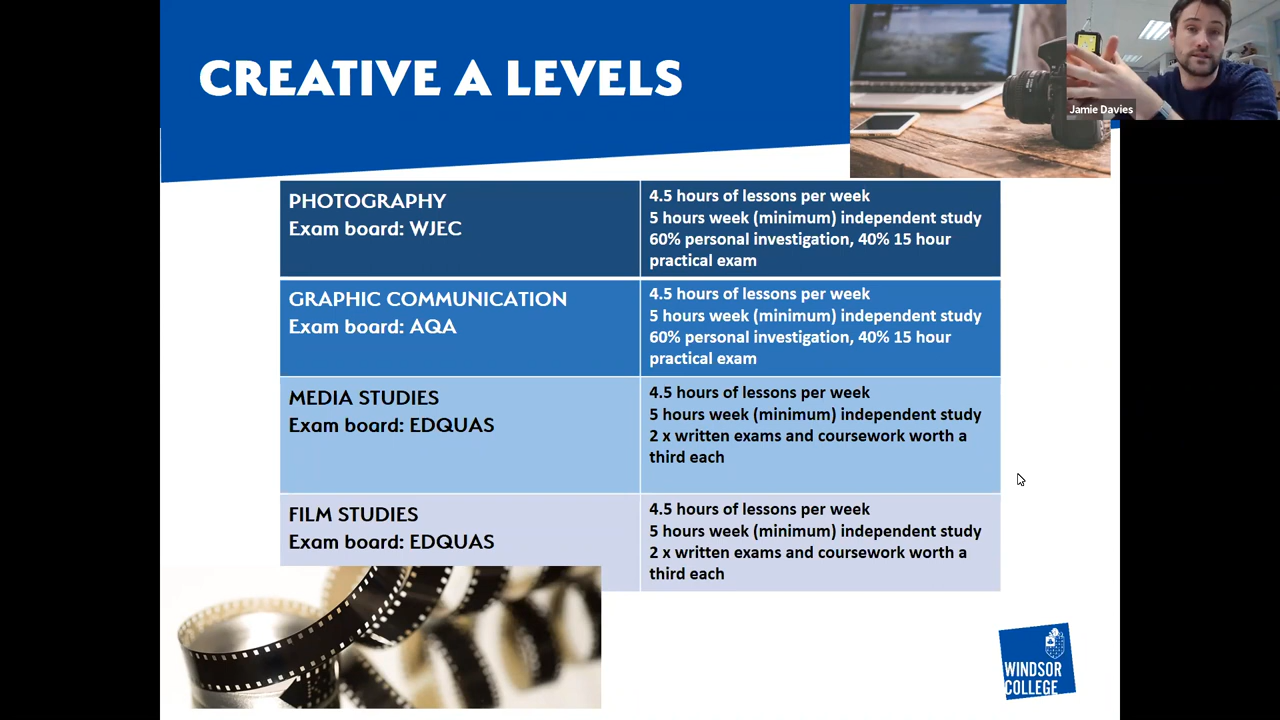 CREATIVE A LEVELS
Jamie Davies
PHOTOGRAPHY
Exam board: WJEC
4.5 hours of lessons per week
5 hours week (minimum) independent study
60% personal investigation, 40% 15 hour
practical exam
GRAPHIC COMMUNICATION
Exam board: AQA
4.5 hours of lessons per week
5 hours week (minimum) independent study
60% personal investigation, 40% 15 hour
practical exam
MEDIA STUDIES
Exam board: EDQUAS
4.5 hours of lessons per week
5 hours week (minimum) independent study
2 x written exams and coursework worth a
third each
FILM STUDIES
Exam board: EDQUAS
4.5 hours of lessons per week
5 hours week (minimum) independent study
2 x written exams and coursework worth a
third each
WINDSOR
COLLEGE